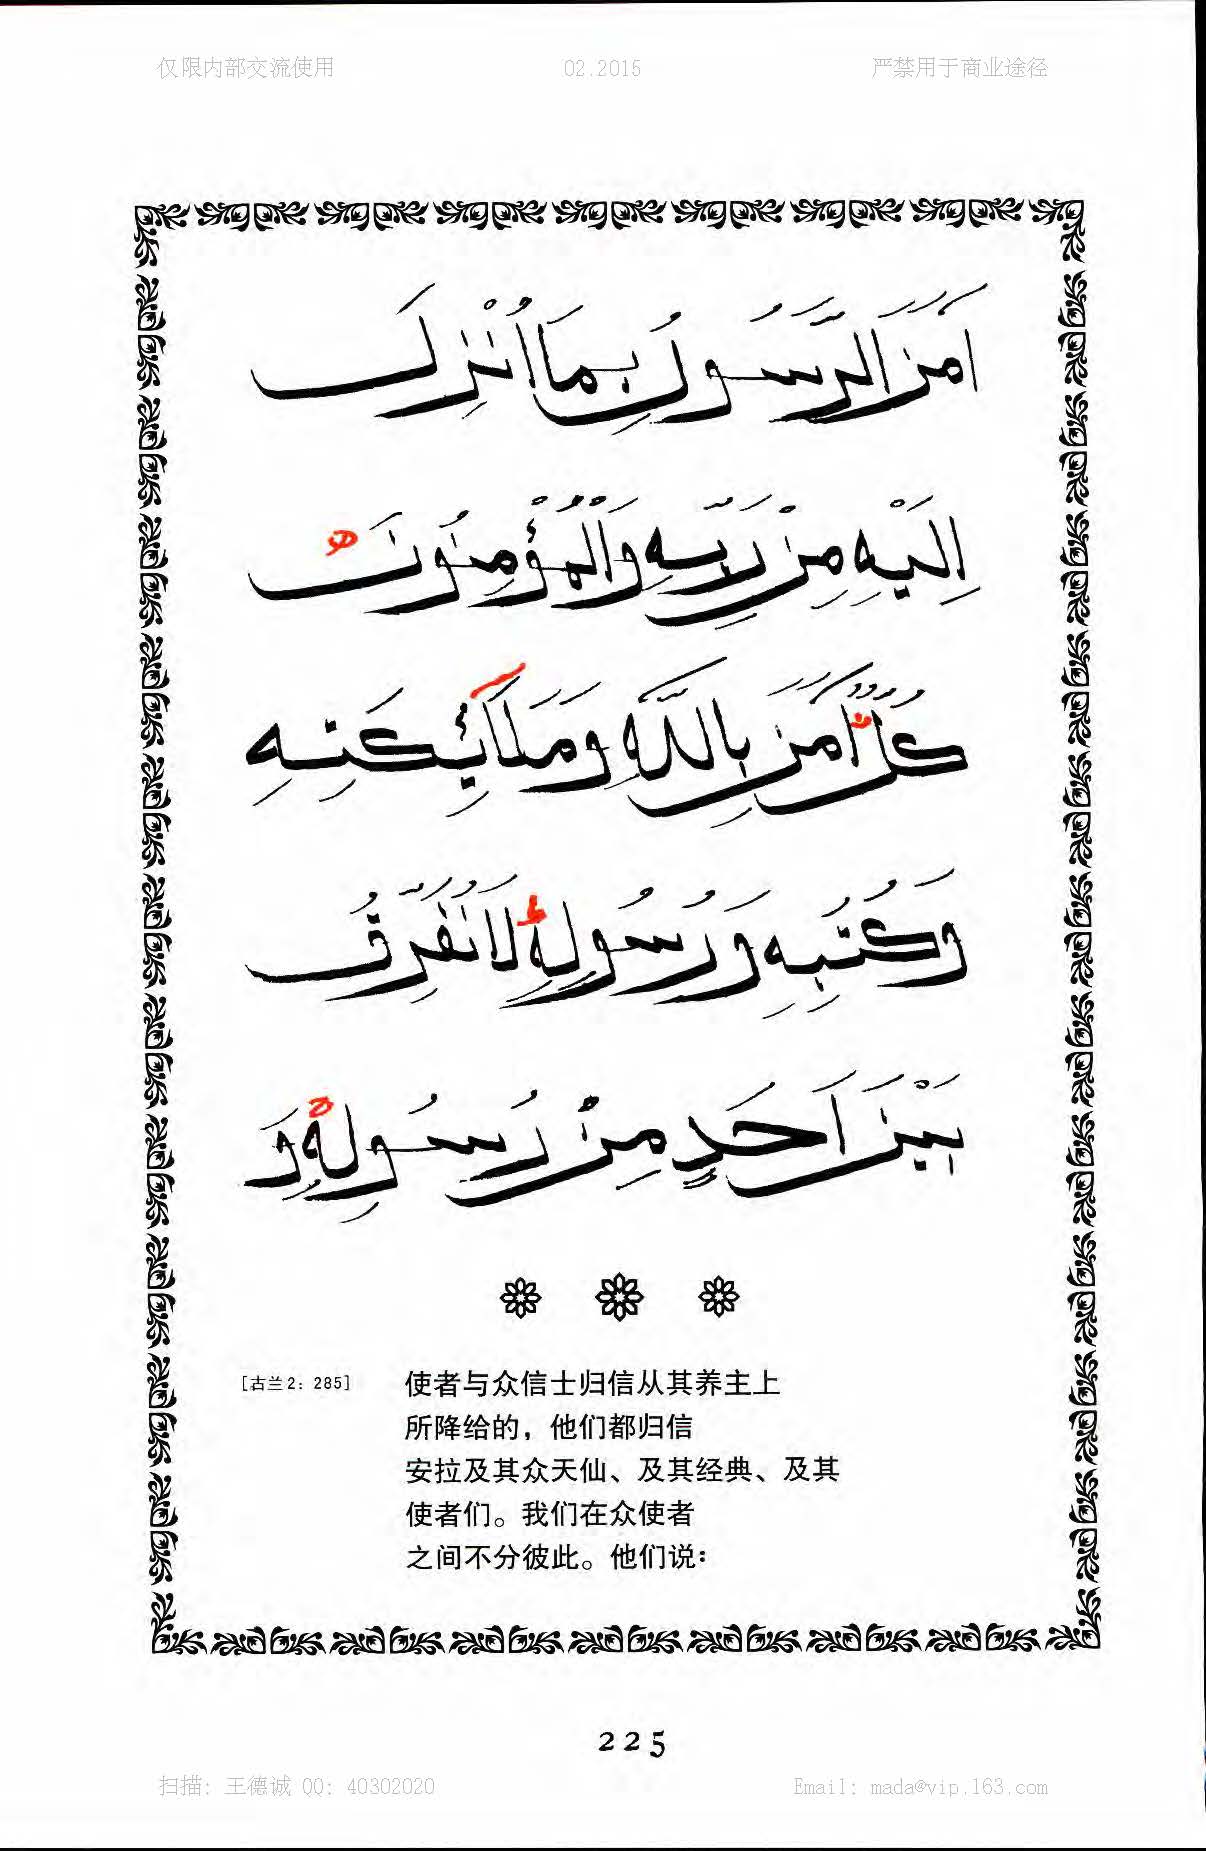 仅限内部交流使用 02.2015 严禁用于商业途径
اٰمَنَ الرَّسُولُ بِمَا اُنْزِلَ
اِلَيْهِ مِنْ رَبِّهِ وَالْمُؤْمِنُونَ ط
كُلٌّ اٰمَنَ بِاللّٰهِ وَمَلَآئِكَتِهِ
وَكُتُبِهِ وَرُسُولِهِ لَا نُفَرِّقُ
بَيْنَ اَحَدٍ مِنْ رُسُولِهِ وَ
[古兰2: 285] 使者与众信士归信从其养主上
所降给的，他们都归信
安拉及其众天仙、及其经典、及其
使者们。我们在众使者
之间不分彼此。他们说：
225
扫描: 王德诚 QQ: 40302020 Email: mada@vip.163.com